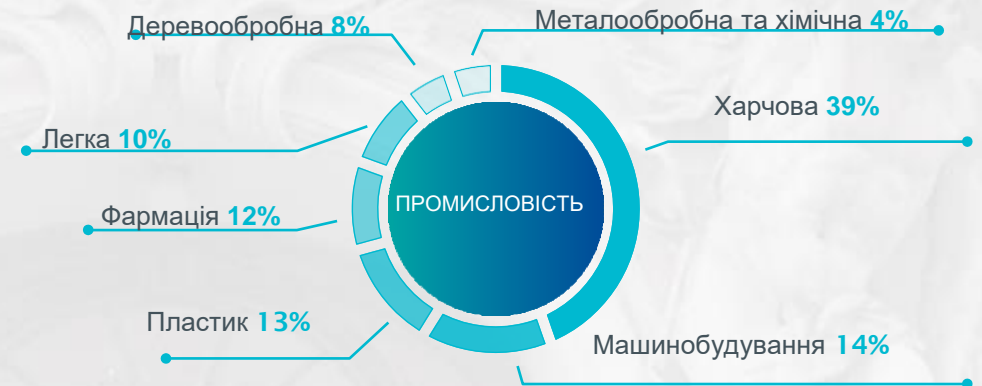 Деревообробна 8%
Металообробна та хімічна 4%
Харчова 39%
Легка 10%
ПРОМИСЛОВІСТЬ
Фармація 12%
Пластик 13%
Машинобудування 14%